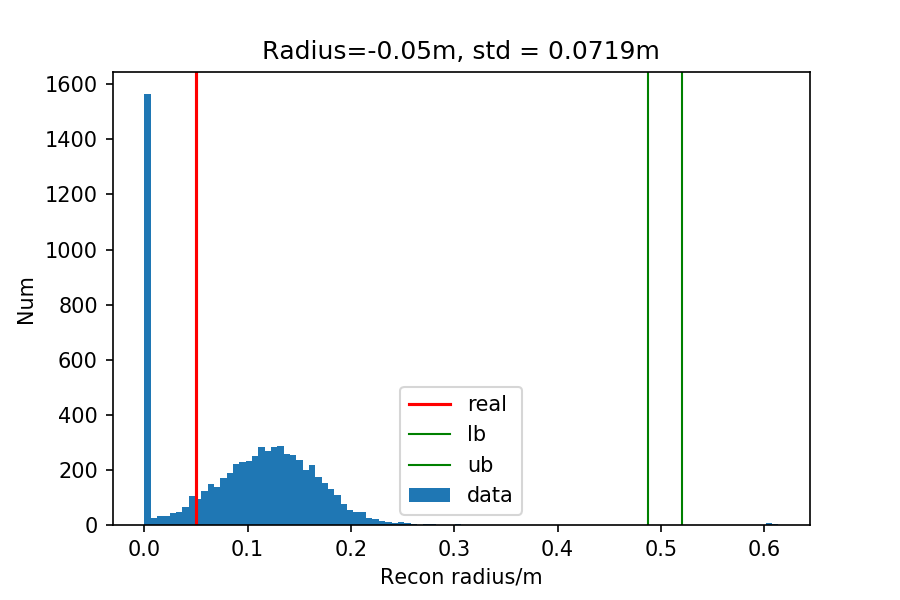 Radius=-0.05m, std = 0.0719m
1600
1400
1200
1000
800
600
400
200
0
Num
real
lb
ub
data
0.0 0.1 0.2 0.3 0.4 0.5 0.6
Recon radius/m